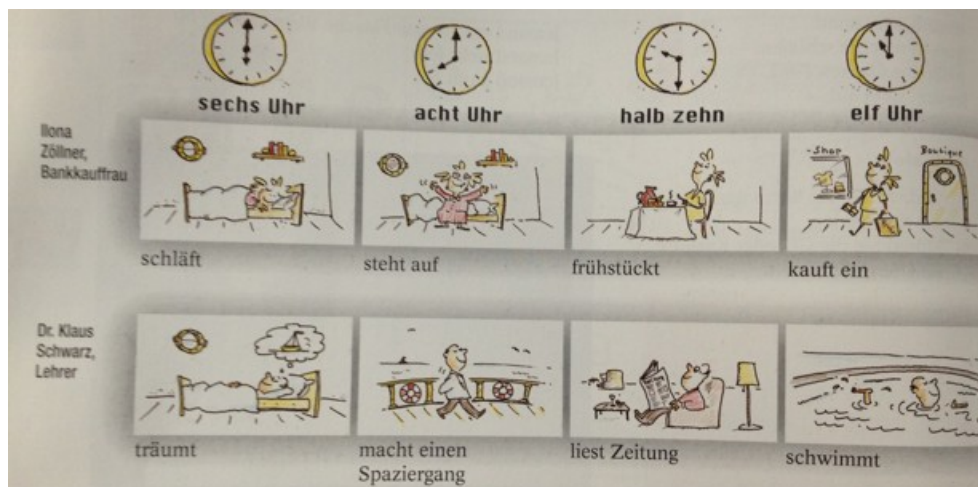 sechs Uhr
acht Uhr
halb zehn
elf Uhr
Ilona
Zöllner,
Bankkauffrau
-Shop
Boutique
schläft
steht auf
frühstückt
kauft ein
Dr. Klaus
Schwarz,
Lehrer
träumt
macht einen
Spaziergang
liest Zeitung
schwimmt